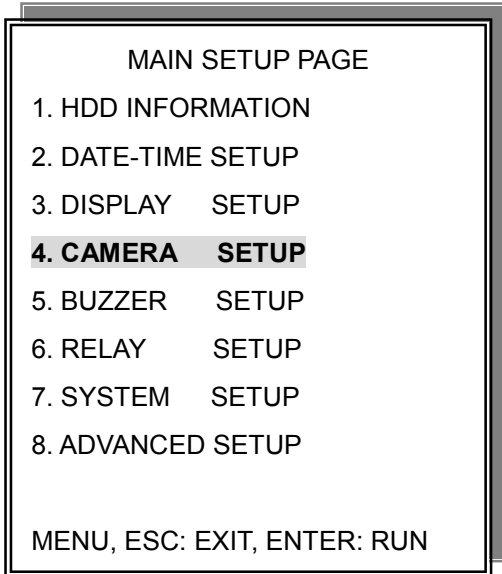 MAIN SETUP PAGE
1. HDD INFORMATION
2. DATE-TIME SETUP
3. DISPLAY SETUP
4. CAMERA SETUP
5. BUZZER SETUP
6. RELAY SETUP
7. SYSTEM SETUP
8. ADVANCED SETUP
MENU, ESC: EXIT, ENTER: RUN